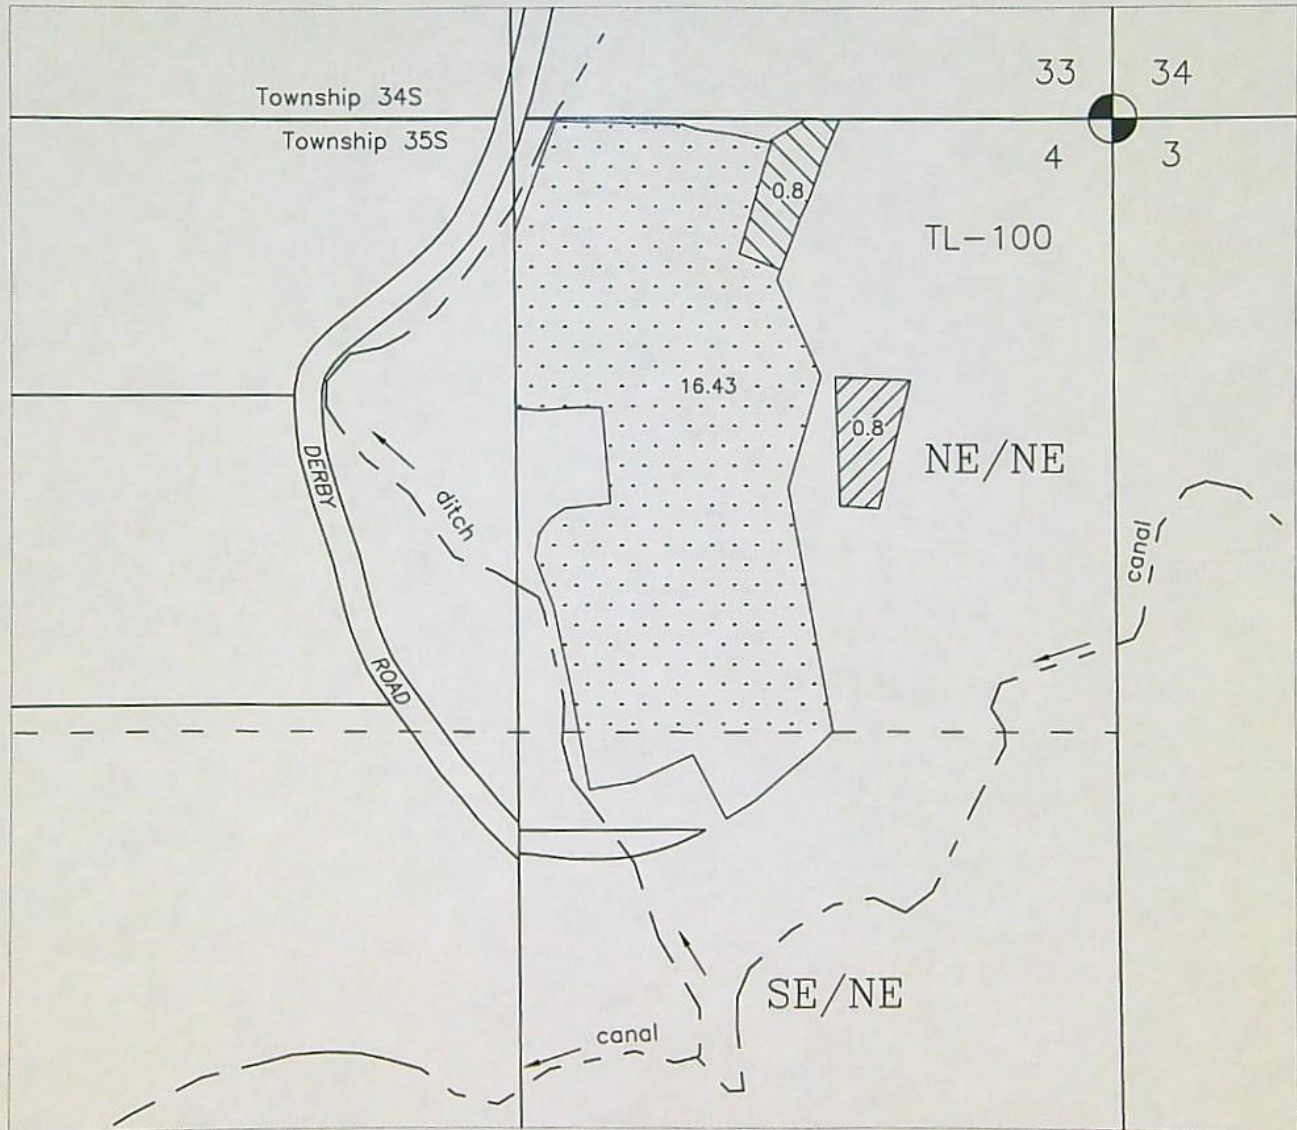 33 34
Township 34S
Township 35S
4 3
0.8
TL-100
16.43
0.8
NE/NE
DERBY
ditch
canal
ROAD
SE/NE
canal